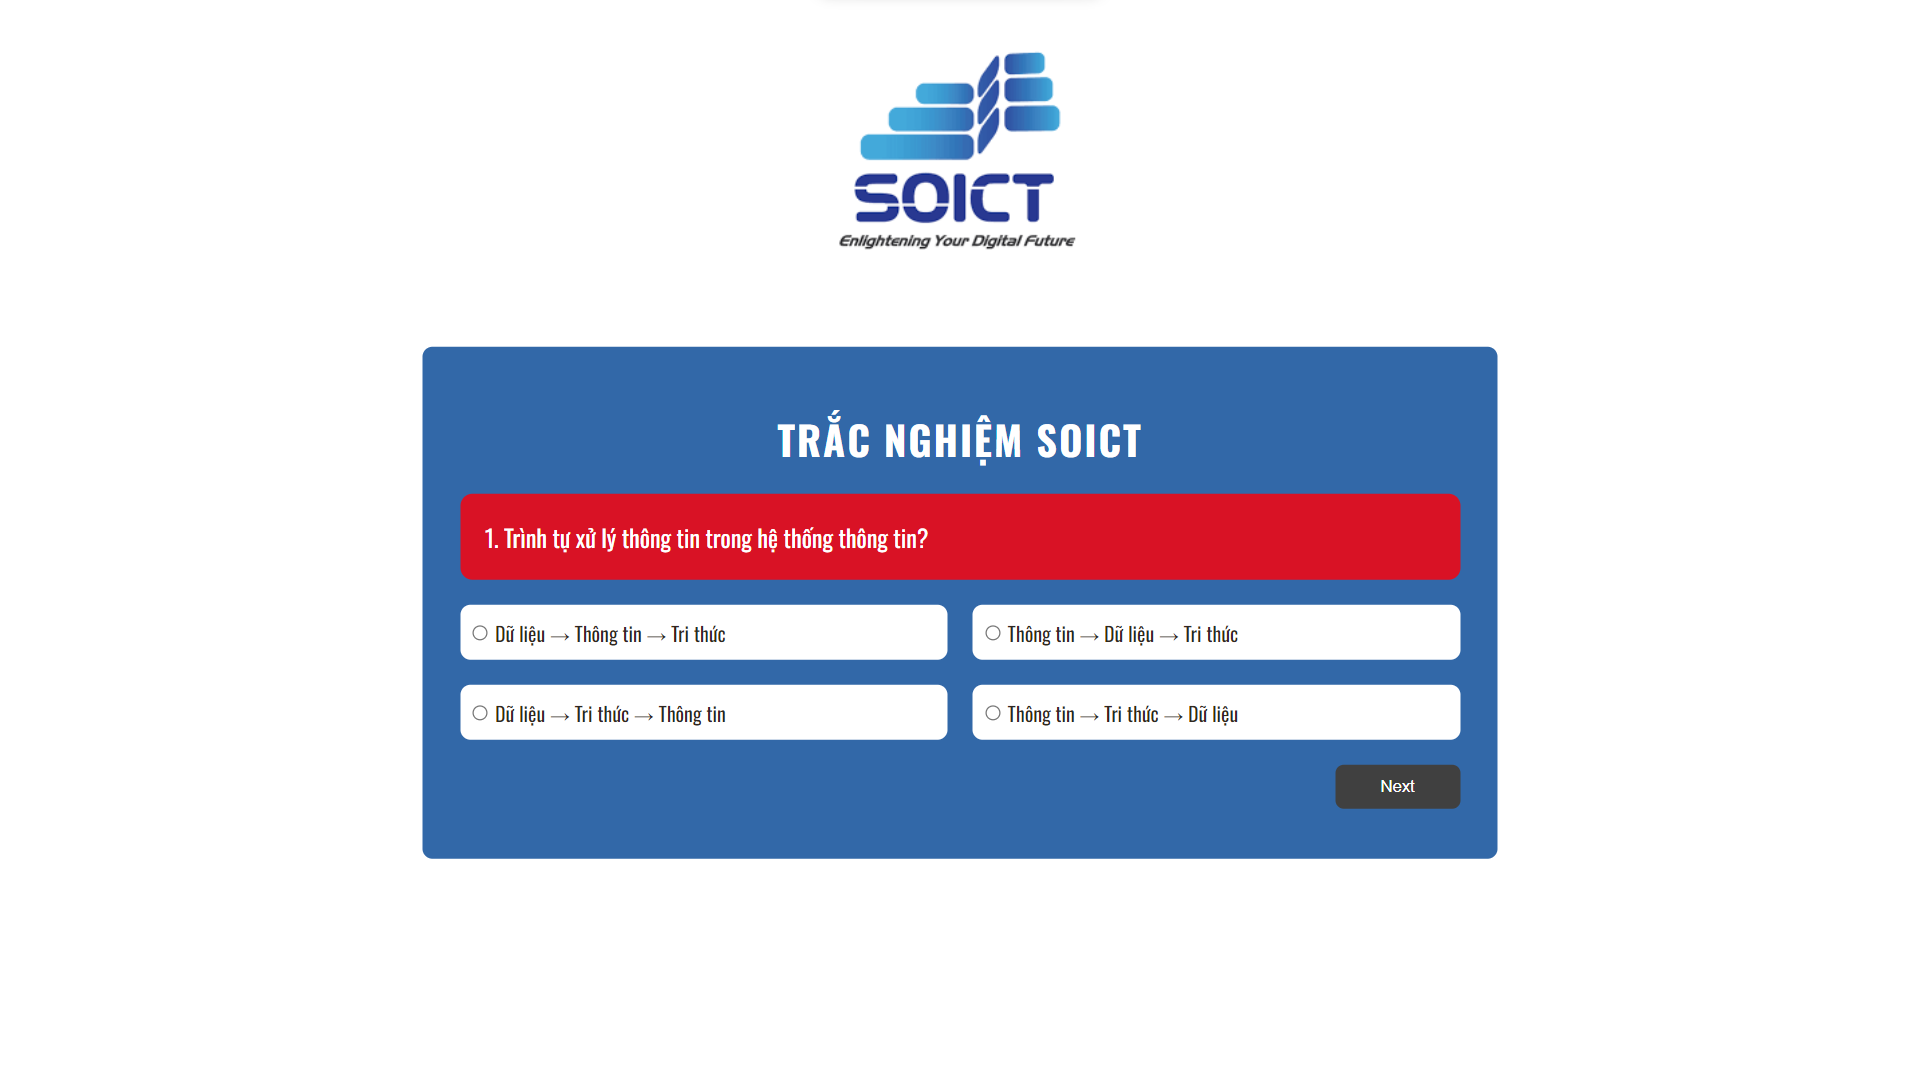 SOICT
Enlightening Your Digital Future
TRẮC NGHIỆM SOICT
1. Trình tự xử lý thông tin trong hệ thống thông tin?
Dữ liệu → Thông tin → Tri thức
Thông tin → Dữ liệu → Tri thức
Dữ liệu → Tri thức → Thông tin
Thông tin → Tri thức → Dữ liệu
Next